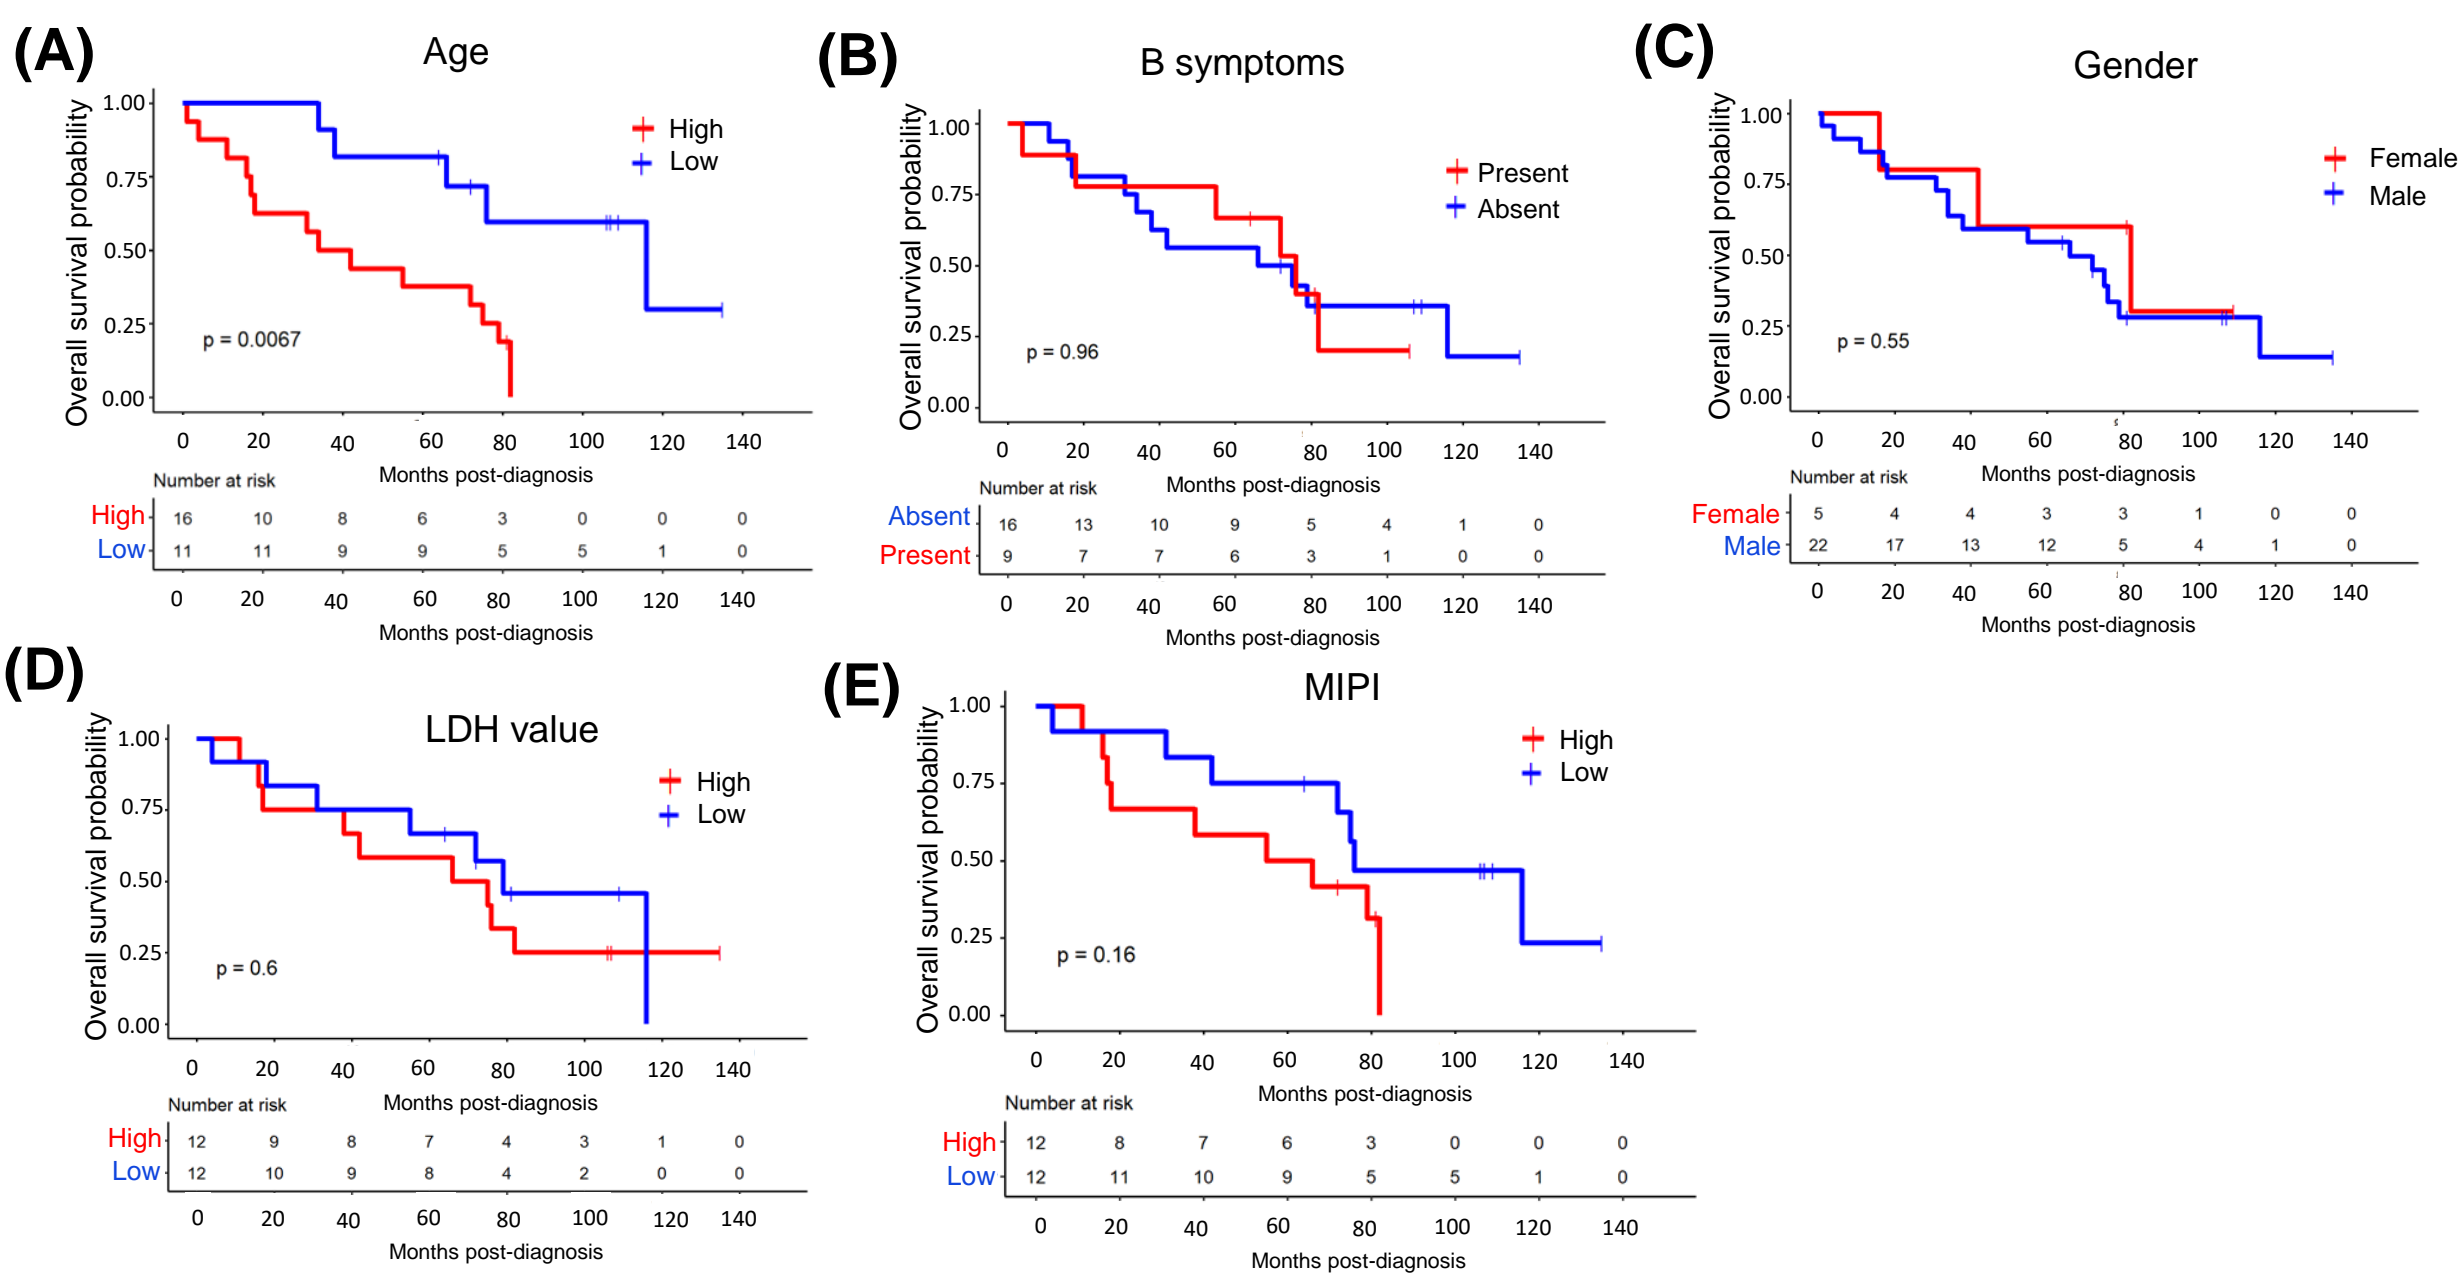 (A)
Age
Overall survival probability
1.00
0.75
0.50
0.25
0.00
High
Low
p = 0.0067
0 20 40 60 80 100 120 140
Months post-diagnosis
Number at risk
High 16 10 8 6 3 0 0 0
Low 11 11 9 9 5 5 1 0
0 20 40 60 80 100 120 140
Months post-diagnosis
(B)
B symptoms
Overall survival probability
1.00
0.75
0.50
0.25
0.00
Present
Absent
p = 0.96
0 20 40 60 80 100 120 140
Months post-diagnosis
Number at risk
Absent 16 13 10 9 5 4 1 0
Present 9 7 7 6 3 1 0 0
0 20 40 60 80 100 120 140
Months post-diagnosis
(C)
Gender
Overall survival probability
1.00
0.75
0.50
0.25
0.00
Female
Male
p = 0.55
0 20 40 60 80 100 120 140
Months post-diagnosis
Number at risk
Female 5 4 4 3 3 1 0 0
Male 22 17 13 12 5 4 1 0
0 20 40 60 80 100 120 140
Months post-diagnosis
(D)
LDH value
Overall survival probability
1.00
0.75
0.50
0.25
0.00
High
Low
p = 0.6
0 20 40 60 80 100 120 140
Months post-diagnosis
Number at risk
High 12 9 8 7 4 3 1 0
Low 12 10 9 8 4 2 0 0
0 20 40 60 80 100 120 140
Months post-diagnosis
(E)
MIPI
Overall survival probability
1.00
0.75
0.50
0.25
0.00
High
Low
p = 0.16
0 20 40 60 80 100 120 140
Months post-diagnosis
Number at risk
High 12 8 7 6 3 0 0 0
Low 12 11 10 9 5 5 1 0
0 20 40 60 80 100 120 140
Months post-diagnosis